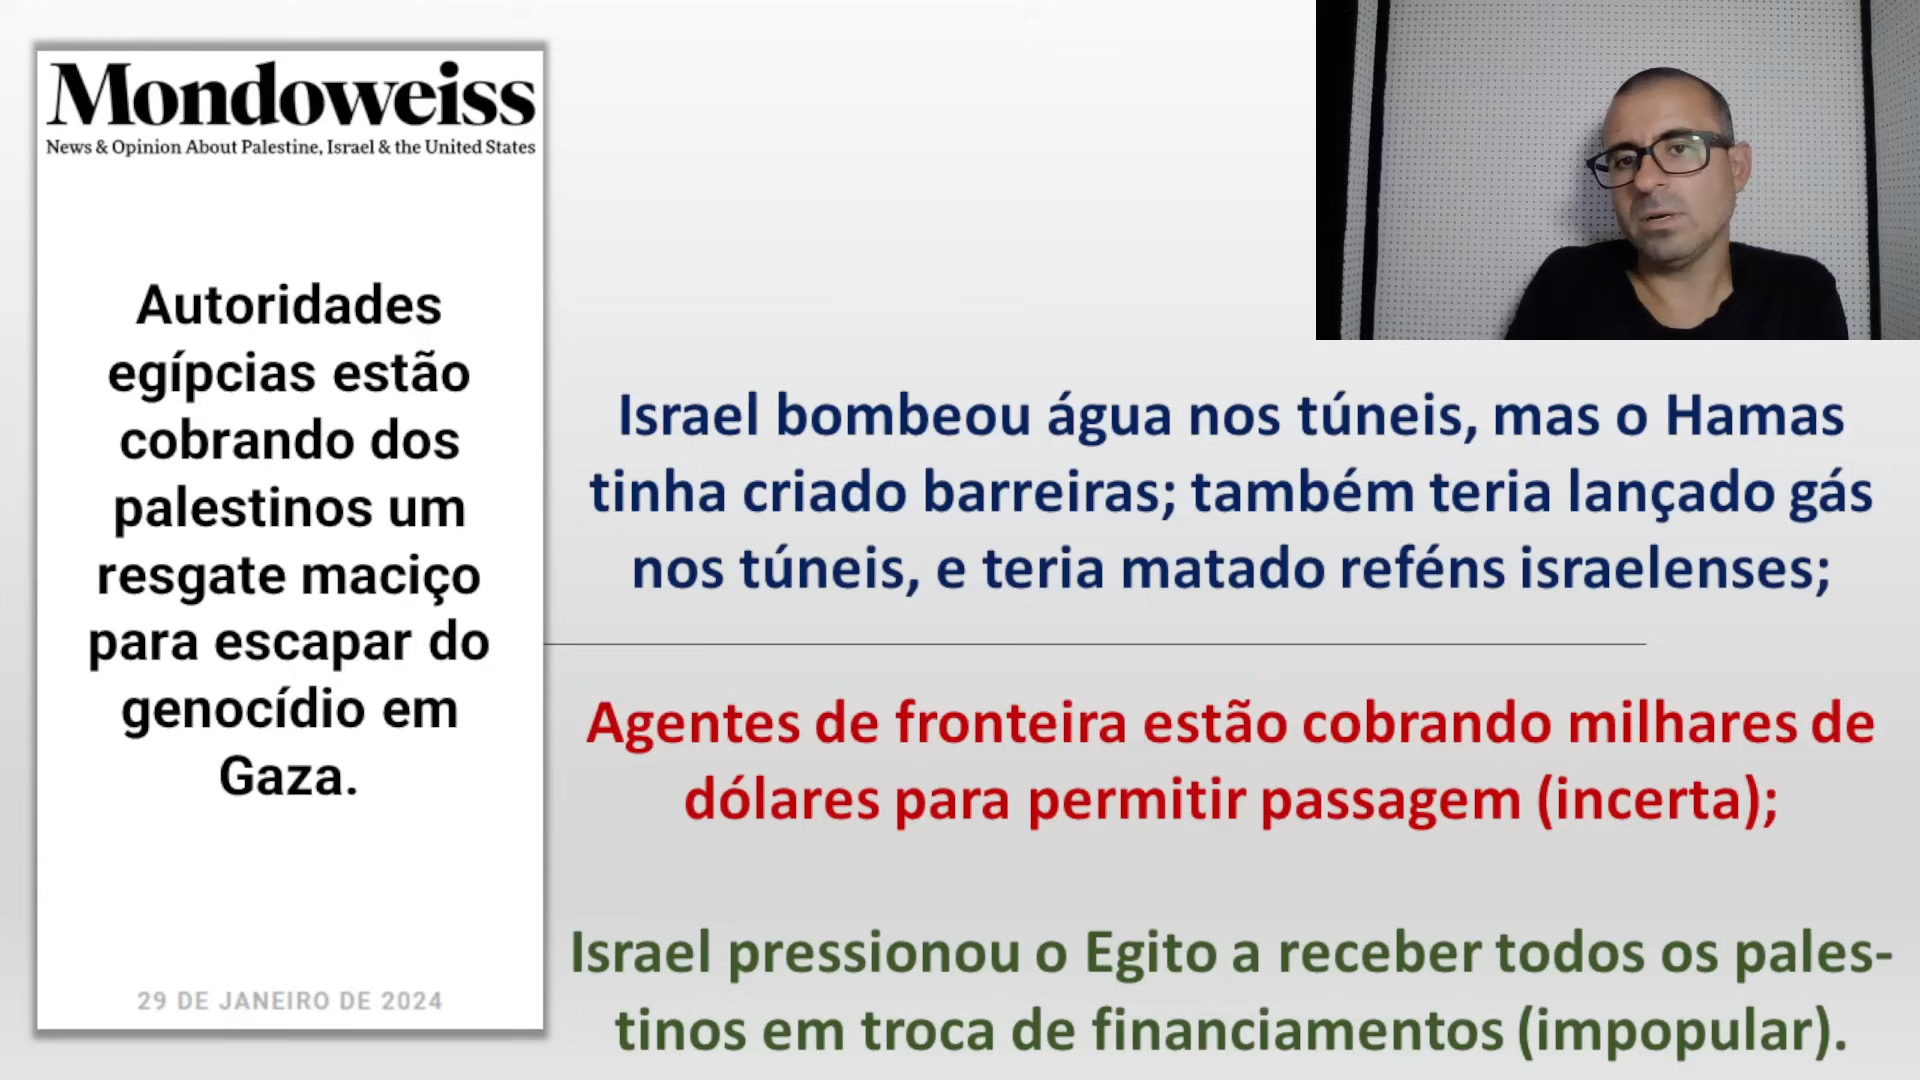 Mondoweiss
News & Opinion About Palestine, Israel & the United States
Autoridades
egípcias estão
cobrando dos
palestinos um
resgate maciço
para escapar do
genocídio em
Gaza.
29 DE JANEIRO DE 2024
Israel bombeou água nos túneis, mas o Hamas
tinha criado barreiras; também teria lançado gás
nos túneis, e teria matado reféns israelenses;
Agentes de fronteira estão cobrando milhares de
dólares para permitir passagem (incerta);
Israel pressionou o Egito a receber todos os pales-
tinos em troca de financiamentos (impopular).